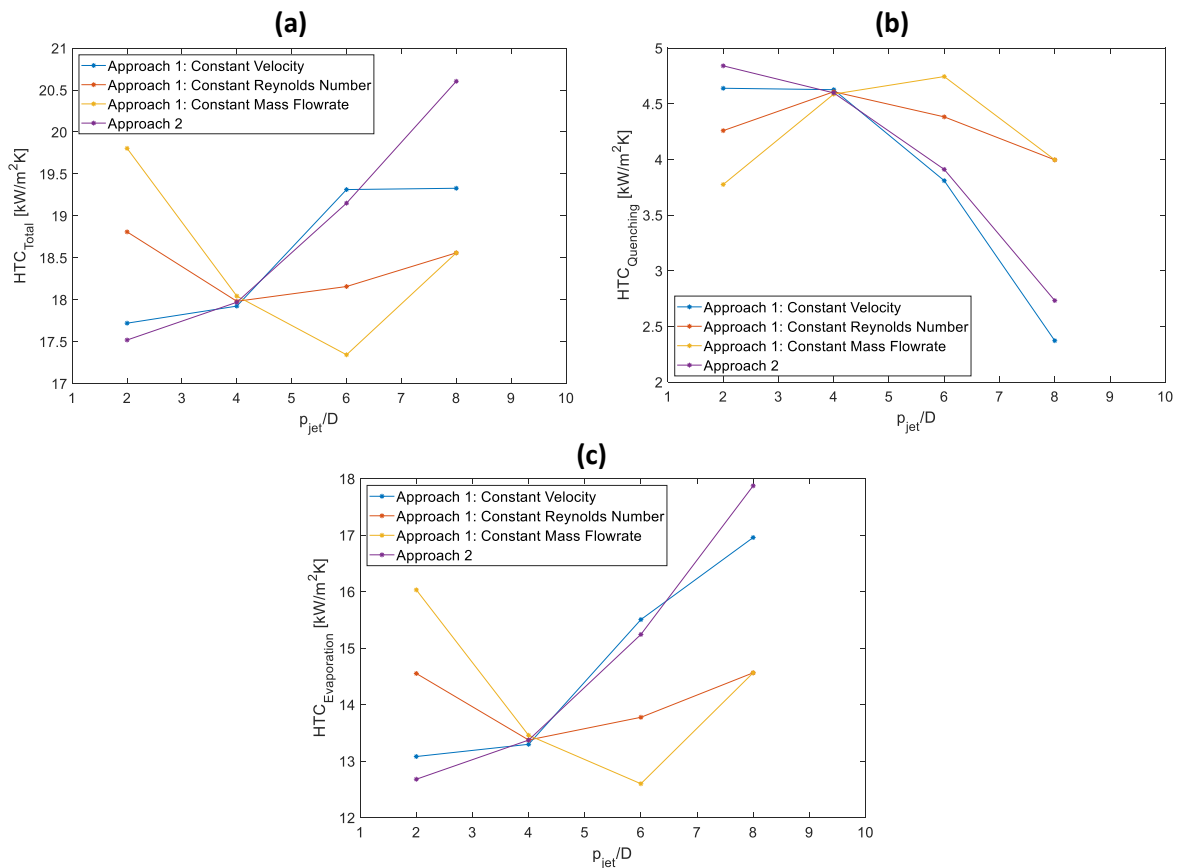 (a)
21
20.5
20
19.5
19
18.5
18
17.5
17
HTC_Total [kW/m²K]
Approach 1: Constant Velocity
Approach 1: Constant Reynolds Number
Approach 1: Constant Mass Flowrate
Approach 2
1 2 3 4 5 6 7 8 9 10
p_jet/D
(b)
5
4.5
4
3.5
3
2.5
2
HTC_Quenching [kW/m²K]
Approach 1: Constant Velocity
Approach 1: Constant Reynolds Number
Approach 1: Constant Mass Flowrate
Approach 2
1 2 3 4 5 6 7 8 9 10
p_jet/D
(c)
18
17
16
15
14
13
12
HTC_Evaporation [kW/m²K]
Approach 1: Constant Velocity
Approach 1: Constant Reynolds Number
Approach 1: Constant Mass Flowrate
Approach 2
1 2 3 4 5 6 7 8 9 10
p_jet/D